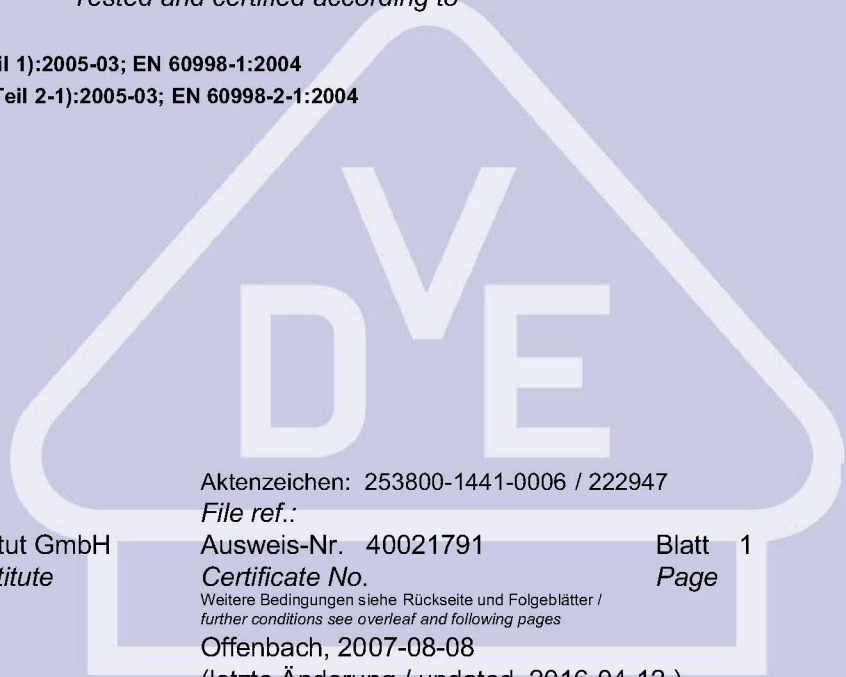 Tested and certified according to
il 1):2005-03; EN 60998-1:2004
Teil 2-1):2005-03; EN 60998-2-1:2004
VDE
Aktenzeichen: 253800-1441-0006 / 222947
File ref.:
tut GmbH Ausweis-Nr. 40021791 Blatt 1
titute Certificate No. Page
Weitere Bedingungen siehe Rückseite und Folgeblätter /
further conditions see overleaf and following pages
Offenbach, 2007-08-08
(letzte Änderung / updated 2016-04-12 )